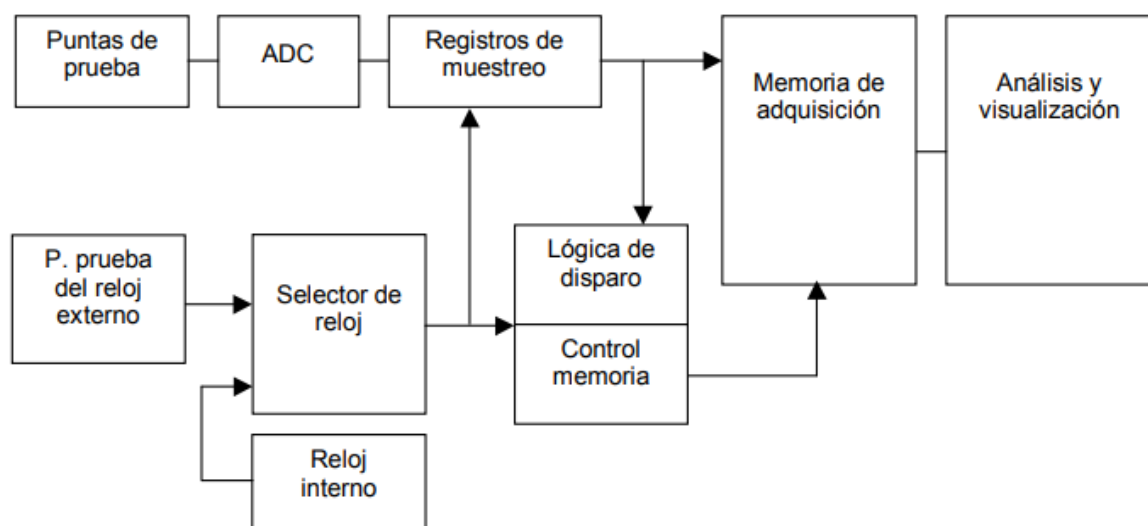 Puntas de
prueba
ADC
Registros de
muestreo
Memoria de
adquisición
Análisis y
visualización
P. prueba
del reloj
externo
Selector de
reloj
Lógica de
disparo
Control
memoria
Reloj
interno